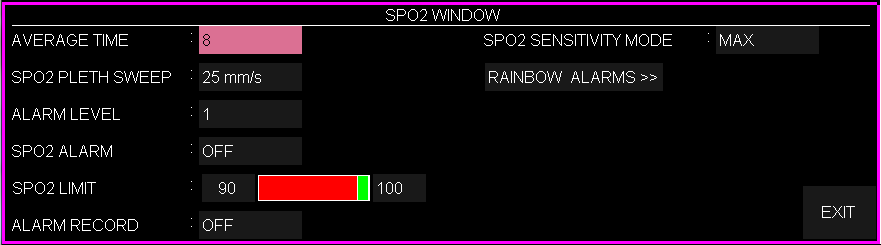 SPO2 WINDOW
AVERAGE TIME : 8 SPO2 SENSITIVITY MODE : MAX
SPO2 PLETH SWEEP : 25 mm/s RAINBOW ALARMS >>
ALARM LEVEL : 1
SPO2 ALARM : OFF
SPO2 LIMIT : 90 100
ALARM RECORD : OFF EXIT